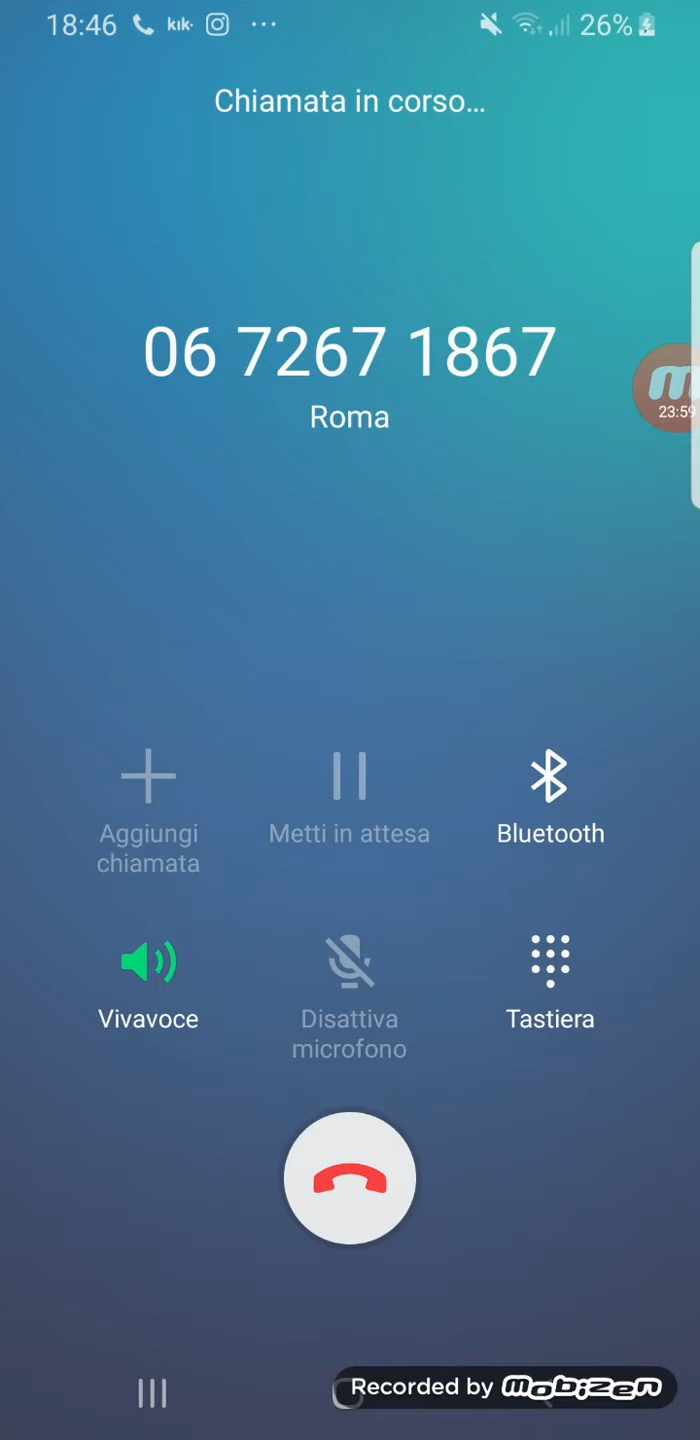 18:46 kik 26%
Chiamata in corso...
06 7267 1867
Roma
23:59
Aggiungi chiamata
Metti in attesa
Bluetooth
Vivavoce
Disattiva microfono
Tastiera
Recorded by mobizen